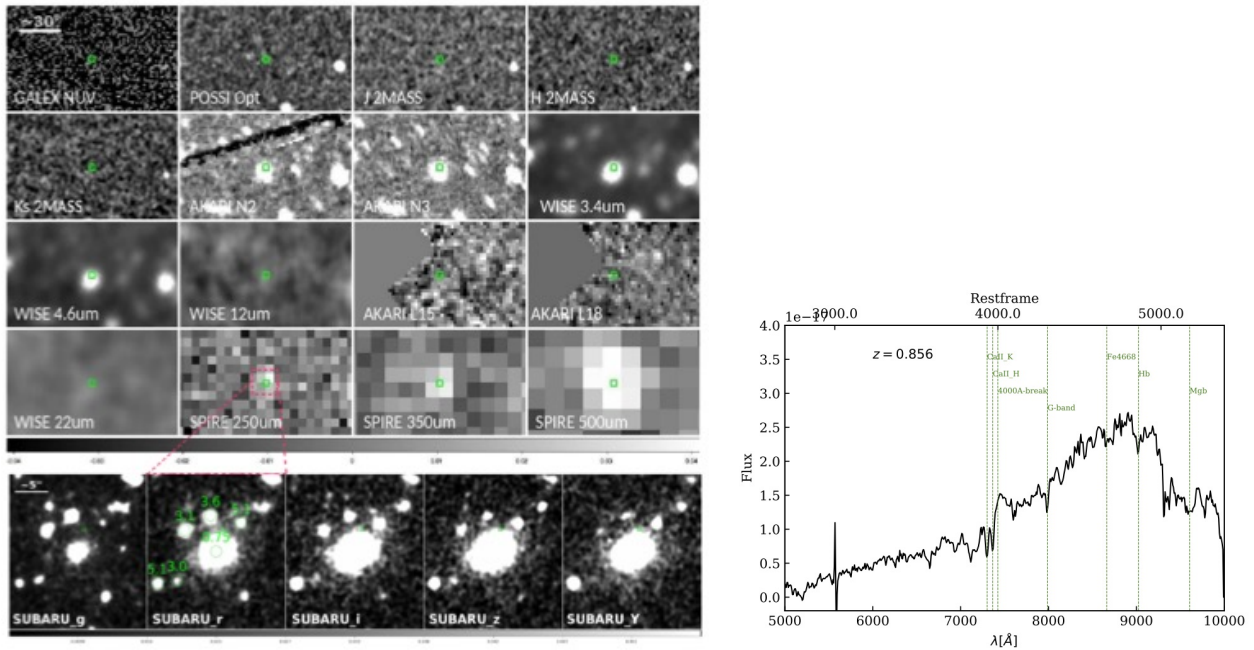 ~30"
GALEX NUV
POSSI Opt
J 2MASS
H 2MASS
Ks 2MASS
AKARI N2
AKARI N3
WISE 3.4um
WISE 4.6um
WISE 12um
AKARI L15
AKARI L18
WISE 22um
SPIRE 250um
SPIRE 350um
SPIRE 500um
~5"
3.6
3.1
0.79
5.1 3.0
SUBARU_g_
SUBARU_r
SUBARU_i
SUBARU_z
SUBARU_Y
Restframe
1e−17
3000.0 4000.0 5000.0
z = 0.856
CaII_K
CaII_H
4000A-break
G-band
Fe4668
Hb
Mgb
4.0
3.5
3.0
2.5
2.0
1.5
1.0
0.5
0.0
Flux
5000 6000 7000 8000 9000 10000
λ[Å]